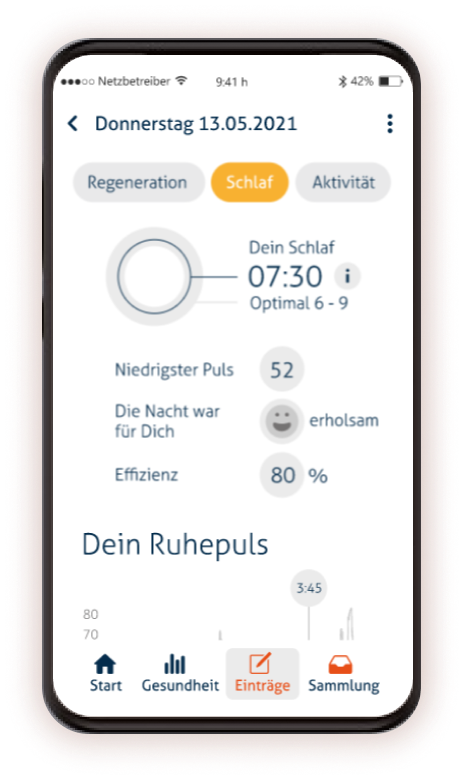 Netzbetreiber 9:41 h 42%
Donnerstag 13.05.2021
Regeneration Schlaf Aktivität
Dein Schlaf
07:30 i
Optimal 6 - 9
Niedrigster Puls 52
Die Nacht war
für Dich
erholsam
Effizienz 80 %
Dein Ruhepuls
3:45
80
70
Start Gesundheit Einträge Sammlung